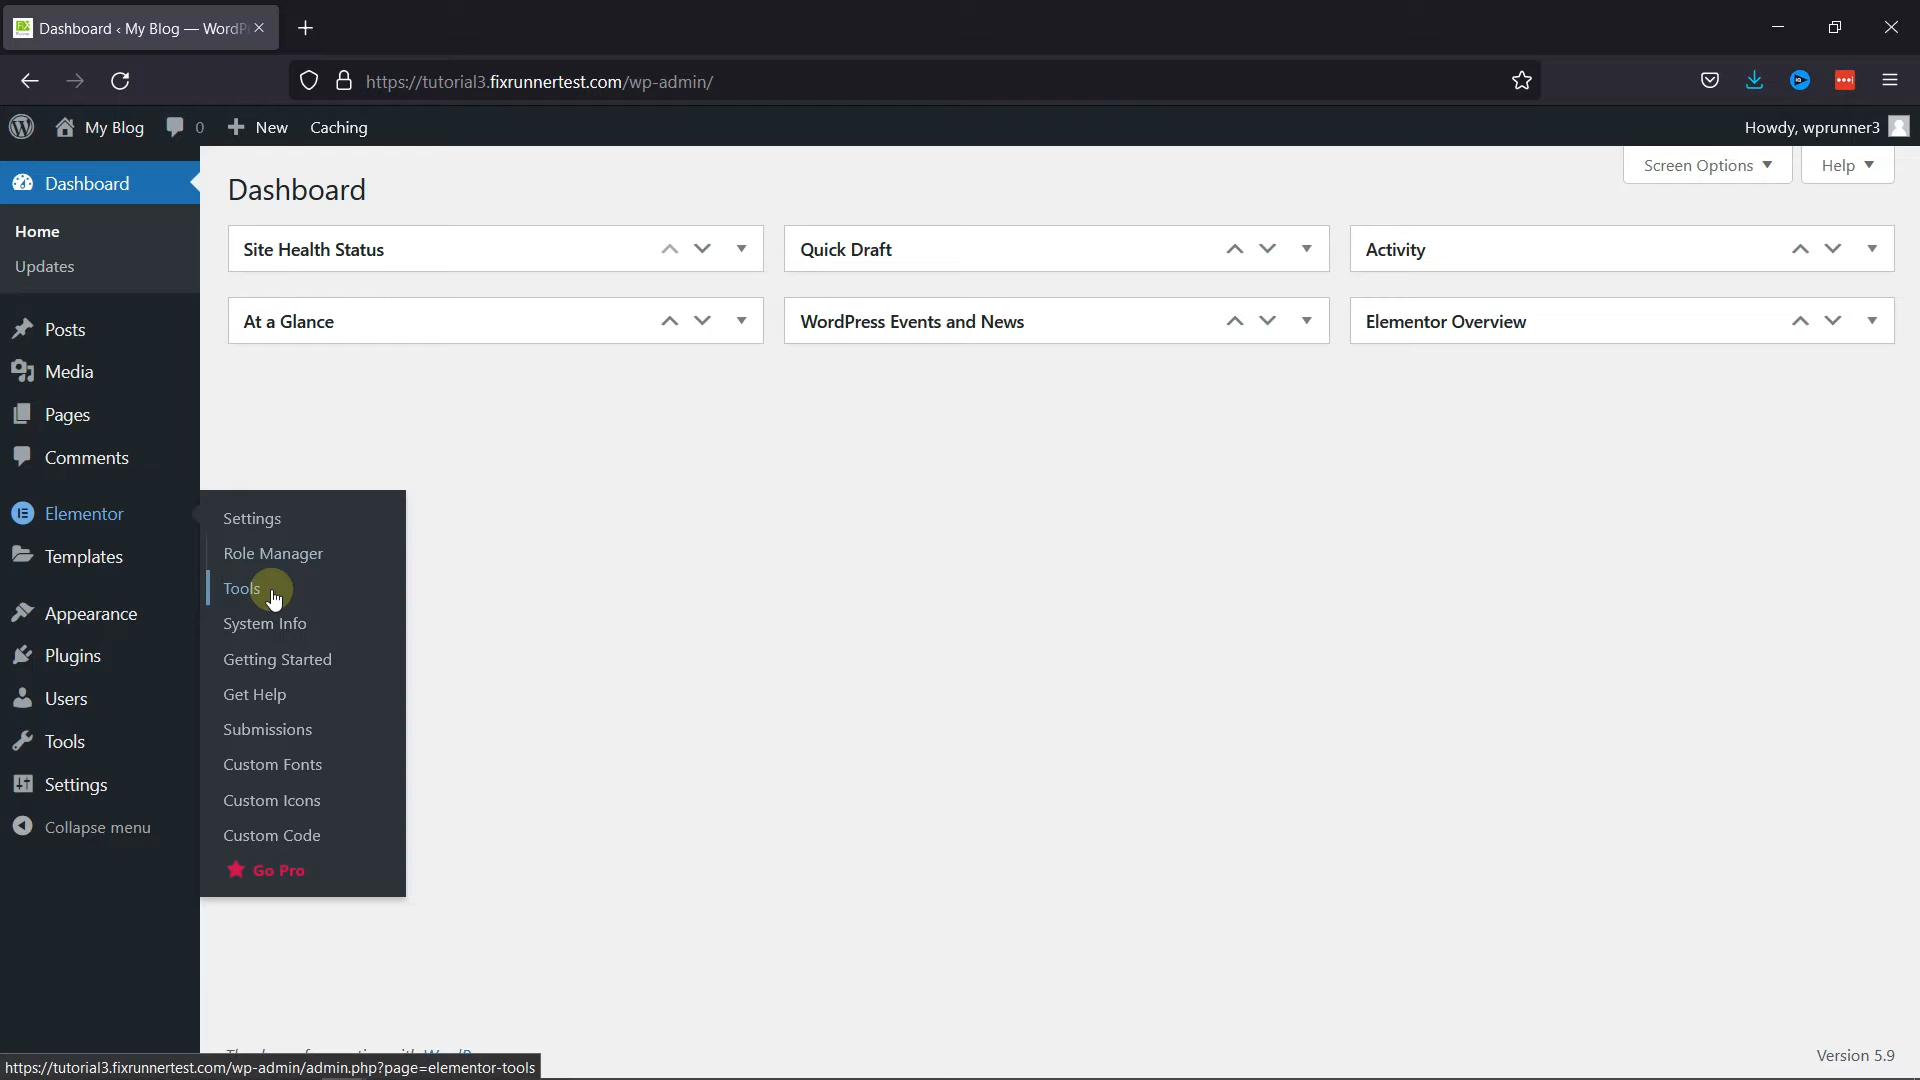 Dashboard ‹ My Blog — WordP
https://tutorial3.fixrunnertest.com/wp-admin/
My Blog
0
New
Caching
Howdy, wprunner3
Screen Options
Help
Dashboard
Dashboard
Home
Updates
Posts
Media
Pages
Comments
Elementor
Templates
Appearance
Plugins
Users
Tools
Settings
Collapse menu
Site Health Status
Quick Draft
Activity
At a Glance
WordPress Events and News
Elementor Overview
Settings
Role Manager
Tools
System Info
Getting Started
Get Help
Submissions
Custom Fonts
Custom Icons
Custom Code
Go Pro
Version 5.9
https://tutorial3.fixrunnertest.com/wp-admin/admin.php?page=elementor-tools